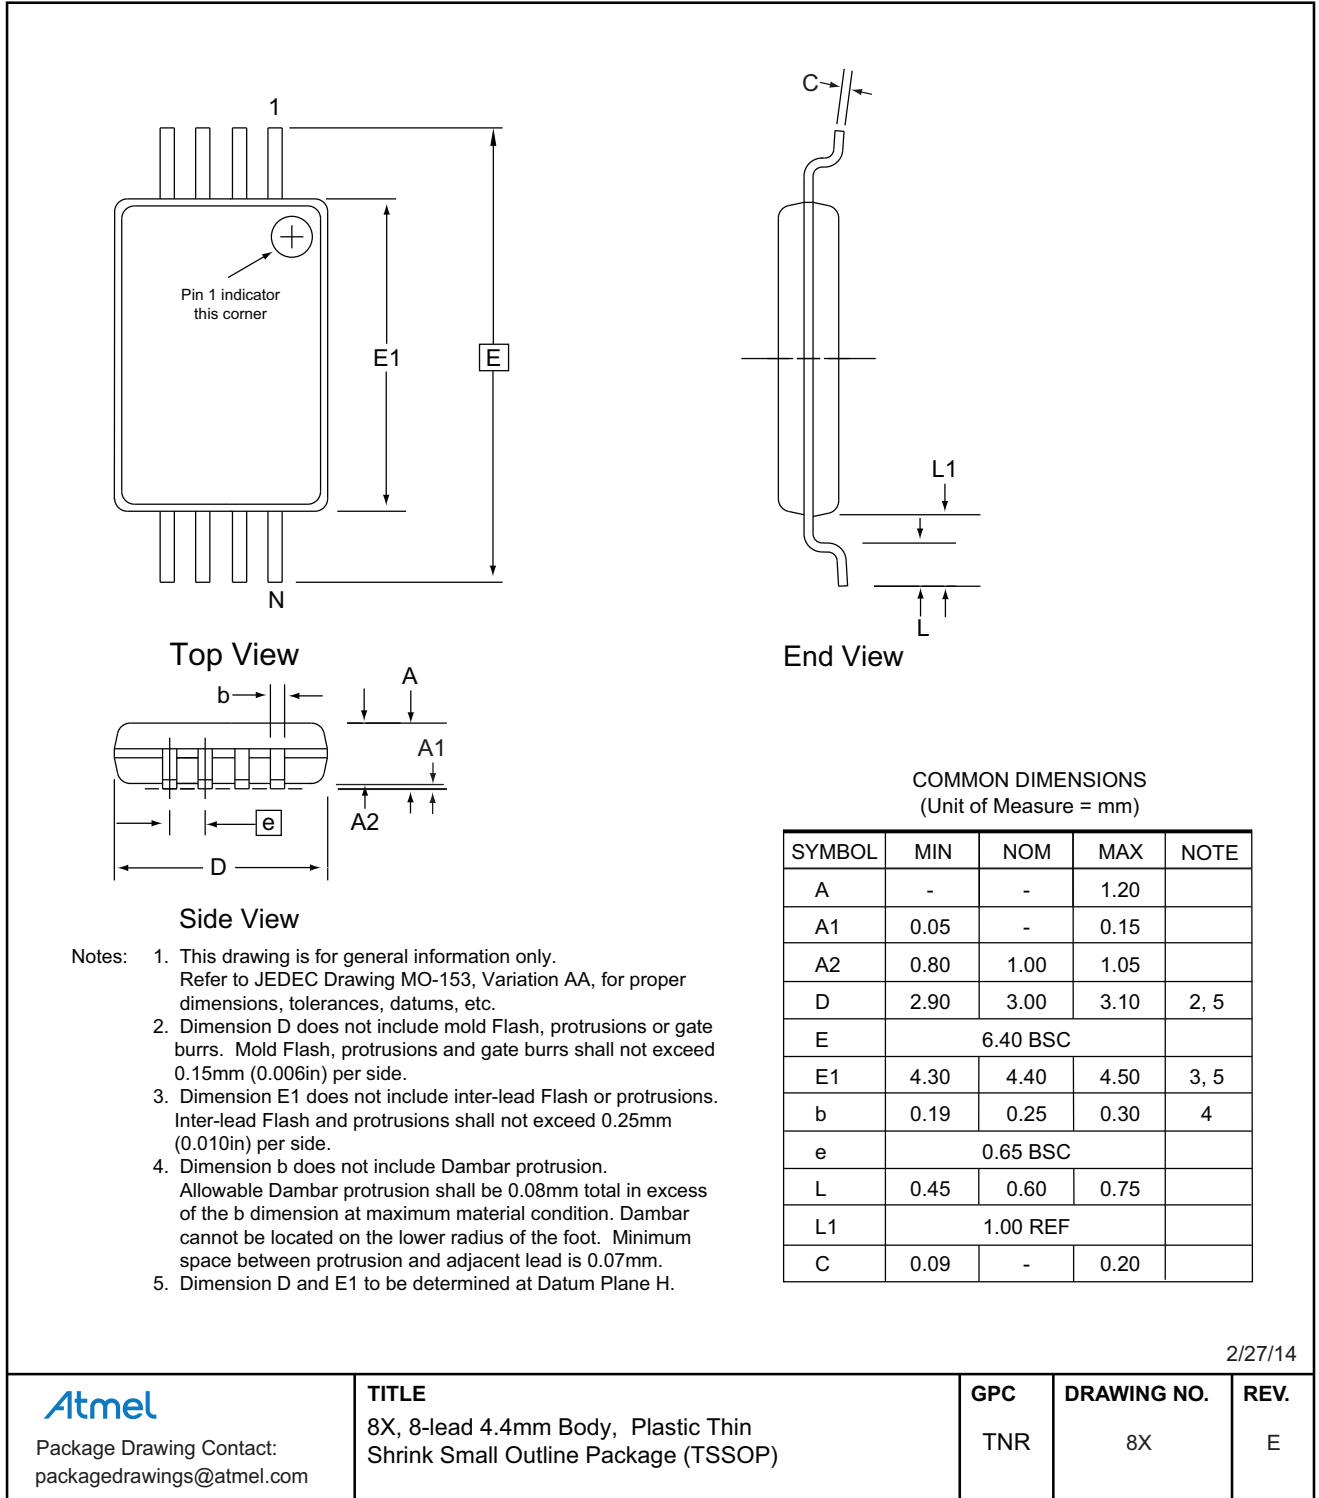 1
C
Pin 1 indicator
this corner
E1
E
L1
N
L
Top View
End View
b
A
A1
e
A2
D
Side View
COMMON DIMENSIONS
(Unit of Measure = mm)
SYMBOL MIN NOM MAX NOTE
A - - 1.20
A1 0.05 - 0.15
A2 0.80 1.00 1.05
D 2.90 3.00 3.10 2, 5
E 6.40 BSC
E1 4.30 4.40 4.50 3, 5
b 0.19 0.25 0.30 4
e 0.65 BSC
L 0.45 0.60 0.75
L1 1.00 REF
C 0.09 - 0.20
Notes: 1. This drawing is for general information only.
Refer to JEDEC Drawing MO-153, Variation AA, for proper
dimensions, tolerances, datums, etc.
2. Dimension D does not include mold Flash, protrusions or gate
burrs. Mold Flash, protrusions and gate burrs shall not exceed
0.15mm (0.006in) per side.
3. Dimension E1 does not include inter-lead Flash or protrusions.
Inter-lead Flash and protrusions shall not exceed 0.25mm
(0.010in) per side.
4. Dimension b does not include Dambar protrusion.
Allowable Dambar protrusion shall be 0.08mm total in excess
of the b dimension at maximum material condition. Dambar
cannot be located on the lower radius of the foot. Minimum
space between protrusion and adjacent lead is 0.07mm.
5. Dimension D and E1 to be determined at Datum Plane H.
2/27/14
Atmel
Package Drawing Contact:
packagedrawings@atmel.com
TITLE
8X, 8-lead 4.4mm Body, Plastic Thin
Shrink Small Outline Package (TSSOP)
GPC
TNR
DRAWING NO.
8X
REV.
E